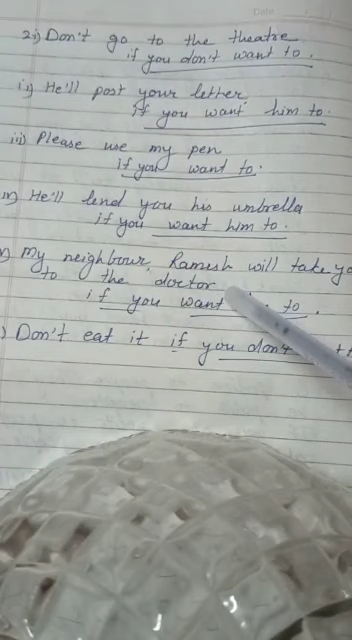 2 i) Don't go to the theatre
if you don't want to.
ii) He'll post your letter
if you want him to.
iii) Please use my pen
if you want to.
He'll lend you his umbrella
if you want him to.
My neighbour, Ramesh will take yo
to the doctor
if you want to.
) Don't eat it if you don't